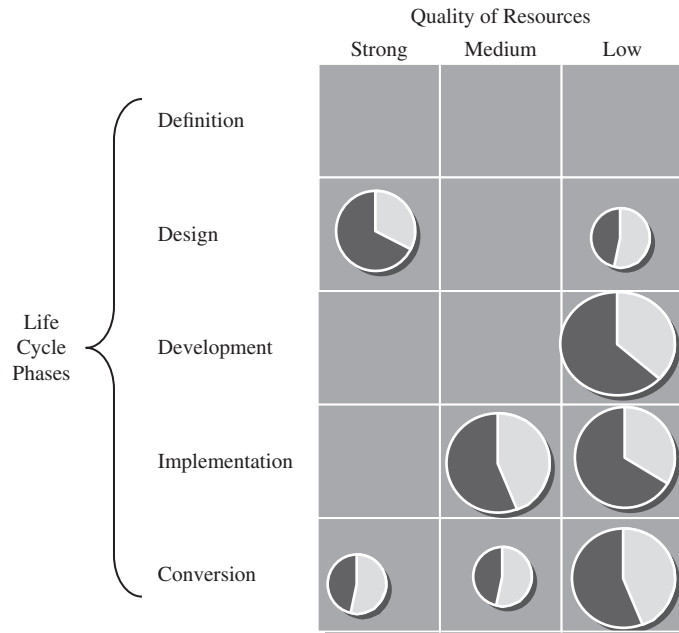 Quality of Resources
Strong Medium Low
Definition
Design
Life
Cycle
Phases
Development
Implementation
Conversion